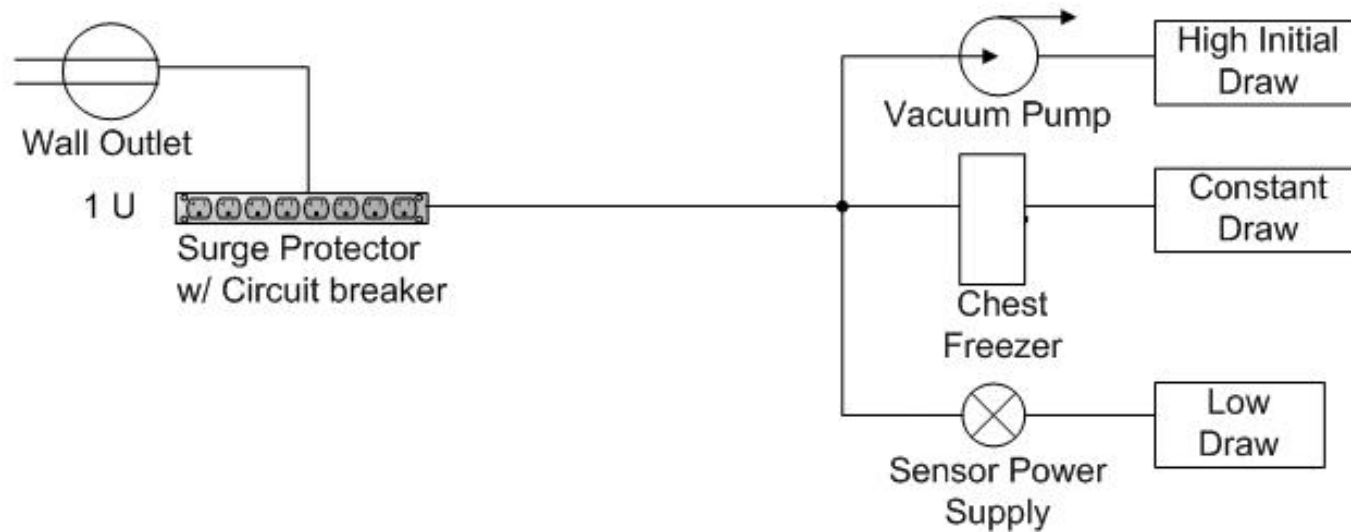 Wall Outlet
1 U
Surge Protector
w/ Circuit breaker
Vacuum Pump
High Initial
Draw
Chest
Freezer
Constant
Draw
Sensor Power
Supply
Low
Draw